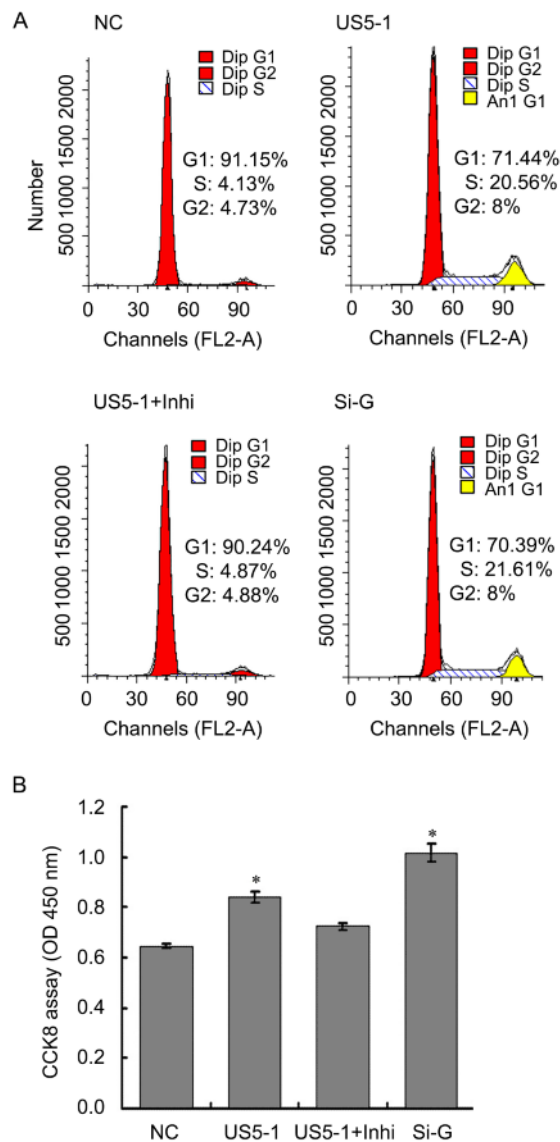 A
NC
Dip G1
Dip G2
Dip S
G1: 91.15%
S: 4.13%
G2: 4.73%
Number
500 1000 1500 2000
0 30 60 90
Channels (FL2-A)
US5-1
Dip G1
Dip G2
Dip S
An1 G1
G1: 71.44%
S: 20.56%
G2: 8%
500 1000 1500 2000
0 30 60 90
Channels (FL2-A)
US5-1+Inhi
Dip G1
Dip G2
Dip S
G1: 90.24%
S: 4.87%
G2: 4.88%
500 1000 1500 2000
0 30 60 90
Channels (FL2-A)
Si-G
Dip G1
Dip G2
Dip S
An1 G1
G1: 70.39%
S: 21.61%
G2: 8%
500 1000 1500 2000
0 30 60 90
Channels (FL2-A)
B
CCK8 assay (OD 450 nm)
1.2
1.0
0.8
0.6
0.4
0.2
0.0
*
*
NC US5-1 US5-1+Inhi Si-G